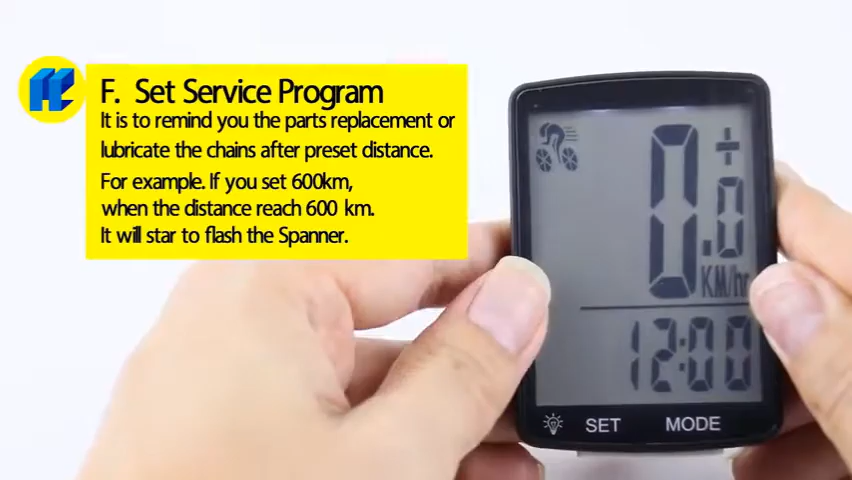 F. Set Service Program
It is to remind you the parts replacement or
lubricate the chains after preset distance.
For example. If you set 600km,
when the distance reach 600 km.
It will star to flash the Spanner.
+
0.0
KM/hr
12:00
SET MODE